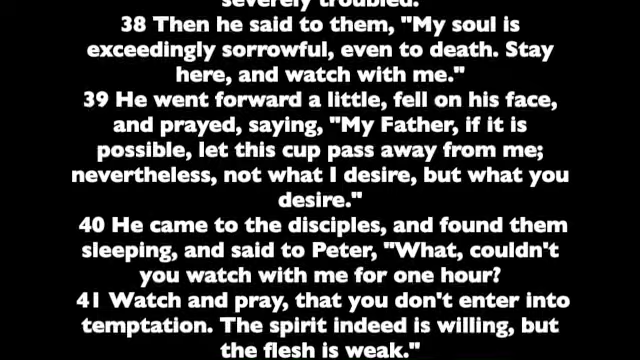 severely troubled.
38 Then he said to them, "My soul is
exceedingly sorrowful, even to death. Stay
here, and watch with me."
39 He went forward a little, fell on his face,
and prayed, saying, "My Father, if it is
possible, let this cup pass away from me;
nevertheless, not what I desire, but what you
desire."
40 He came to the disciples, and found them
sleeping, and said to Peter, "What, couldn't
you watch with me for one hour?
41 Watch and pray, that you don't enter into
temptation. The spirit indeed is willing, but
the flesh is weak."